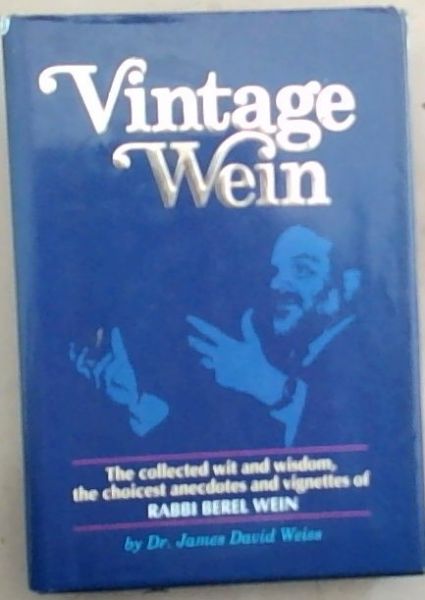 Vintage
Wein
The collected wit and wisdom,
the choicest anecdotes and vignettes of
RABBI BEREL WEIN
by Dr. James David Weiss